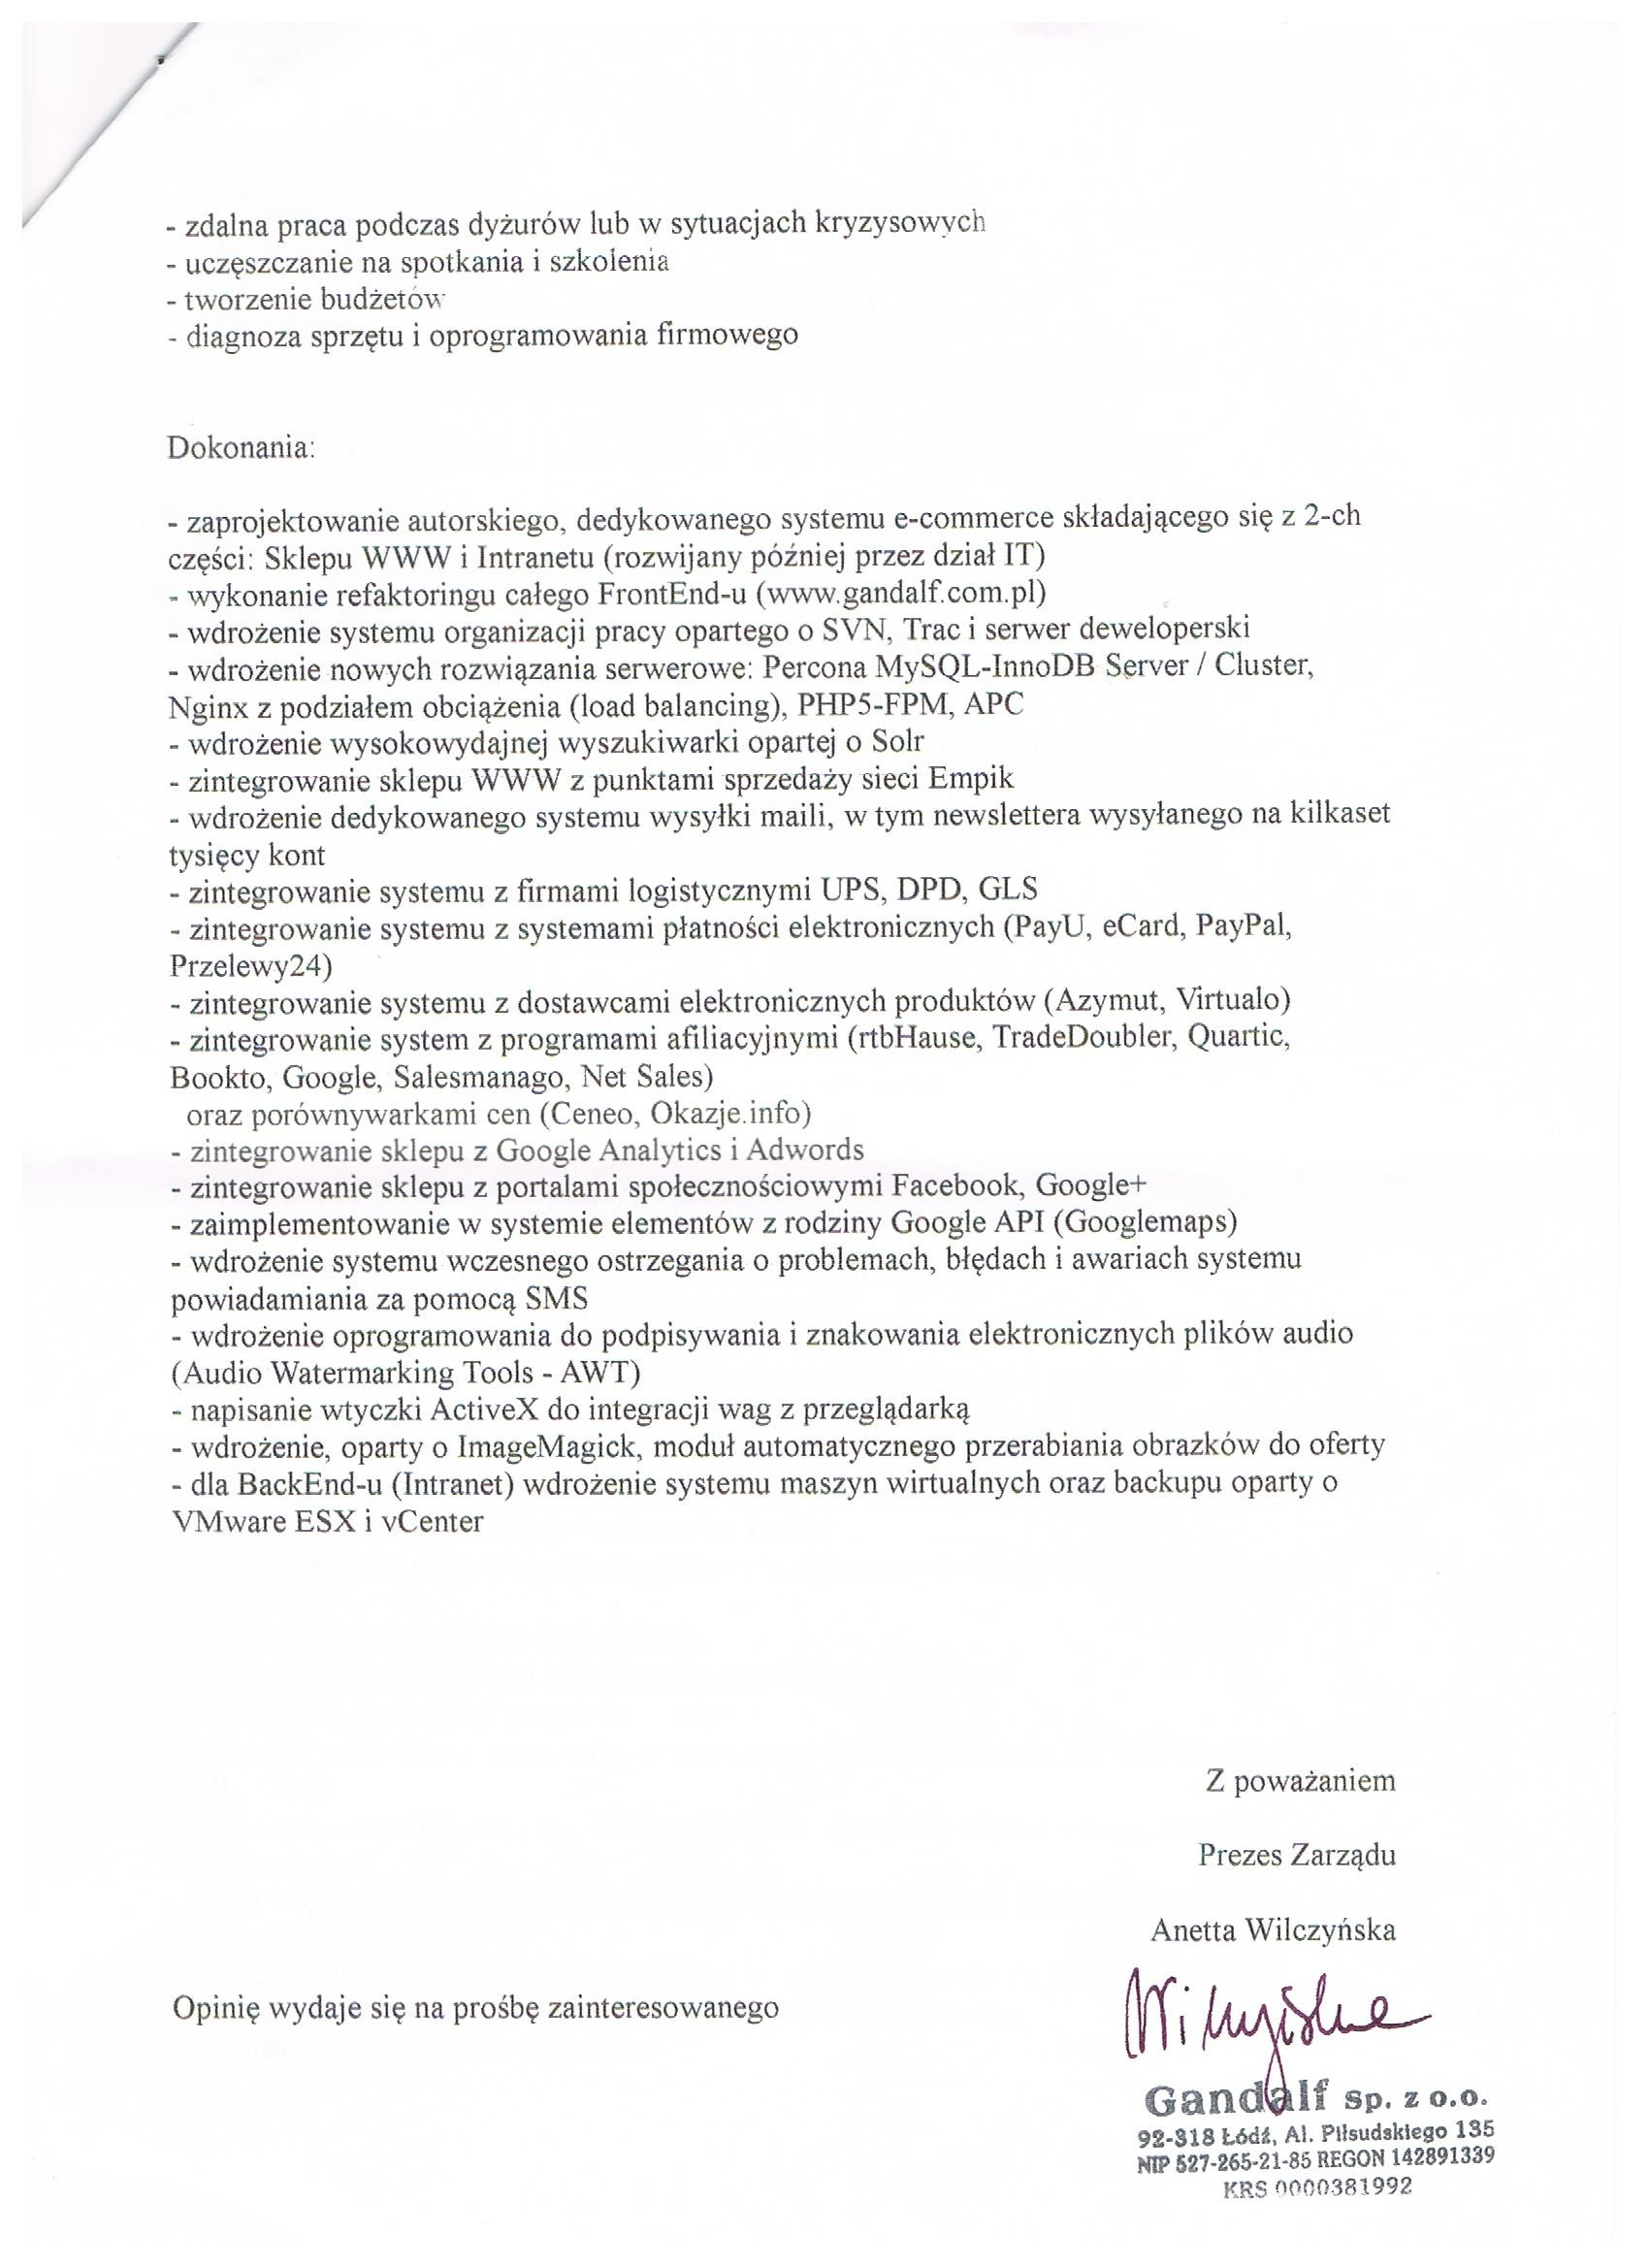 - zdalna praca podczas dyżurów lub w sytuacjach kryzysowych
- uczęszczanie na spotkania i szkolenia
- tworzenie budżetów
- diagnoza sprzętu i oprogramowania firmowego
Dokonania:
- zaprojektowanie autorskiego, dedykowanego systemu e-commerce składającego się z 2-ch
części: Sklepu WWW i Intranetu (rozwijany później przez dział IT)
- wykonanie refaktoringu całego FrontEnd-u (www.gandalf.com.pl)
- wdrożenie systemu organizacji pracy opartego o SVN, Trac i serwer deweloperski
- wdrożenie nowych rozwiązania serwerowe: Percona MySQL-InnoDB Server / Cluster,
Nginx z podziałem obciążenia (load balancing), PHP5-FPM, APC
- wdrożenie wysokowydajnej wyszukiwarki opartej o Solr
- zintegrowanie sklepu WWW z punktami sprzedaży sieci Empik
- wdrożenie dedykowanego systemu wysyłki maili, w tym newslettera wysyłanego na kilkaset
tysięcy kont
- zintegrowanie systemu z firmami logistycznymi UPS, DPD, GLS
- zintegrowanie systemu z systemami płatności elektronicznych (PayU, eCard, PayPal,
Przelewy24)
- zintegrowanie systemu z dostawcami elektronicznych produktów (Azymut, Virtualo)
- zintegrowanie system z programami afiliacyjnymi (rtbHause, TradeDoubler, Quartic,
Bookto, Google, Salesmanago, Net Sales)
oraz porównywarkami cen (Ceneo, Okazje.info)
- zintegrowanie sklepu z Google Analytics i Adwords
- zintegrowanie sklepu z portalami społecznościowymi Facebook, Google+
- zaimplementowanie w systemie elementów z rodziny Google API (Googlemaps)
- wdrożenie systemu wczesnego ostrzegania o problemach, błędach i awariach systemu
powiadamiania za pomocą SMS
- wdrożenie oprogramowania do podpisywania i znakowania elektronicznych plików audio
(Audio Watermarking Tools - AWT)
- napisanie wtyczki ActiveX do integracji wag z przeglądarką
- wdrożenie, oparty o ImageMagick, moduł automatycznego przerabiania obrazków do oferty
- dla BackEnd-u (Intranet) wdrożenie systemu maszyn wirtualnych oraz backupu oparty o
VMware ESX i vCenter
Z poważaniem
Prezes Zarządu
Anetta Wilczyńska
Opinię wydaje się na prośbę zainteresowanego
Gandalf sp. z o.o.
92-318 Łódź, Al. Piłsudskiego 135
NIP 527-265-21-85 REGON 142891339
KRS 0000381992